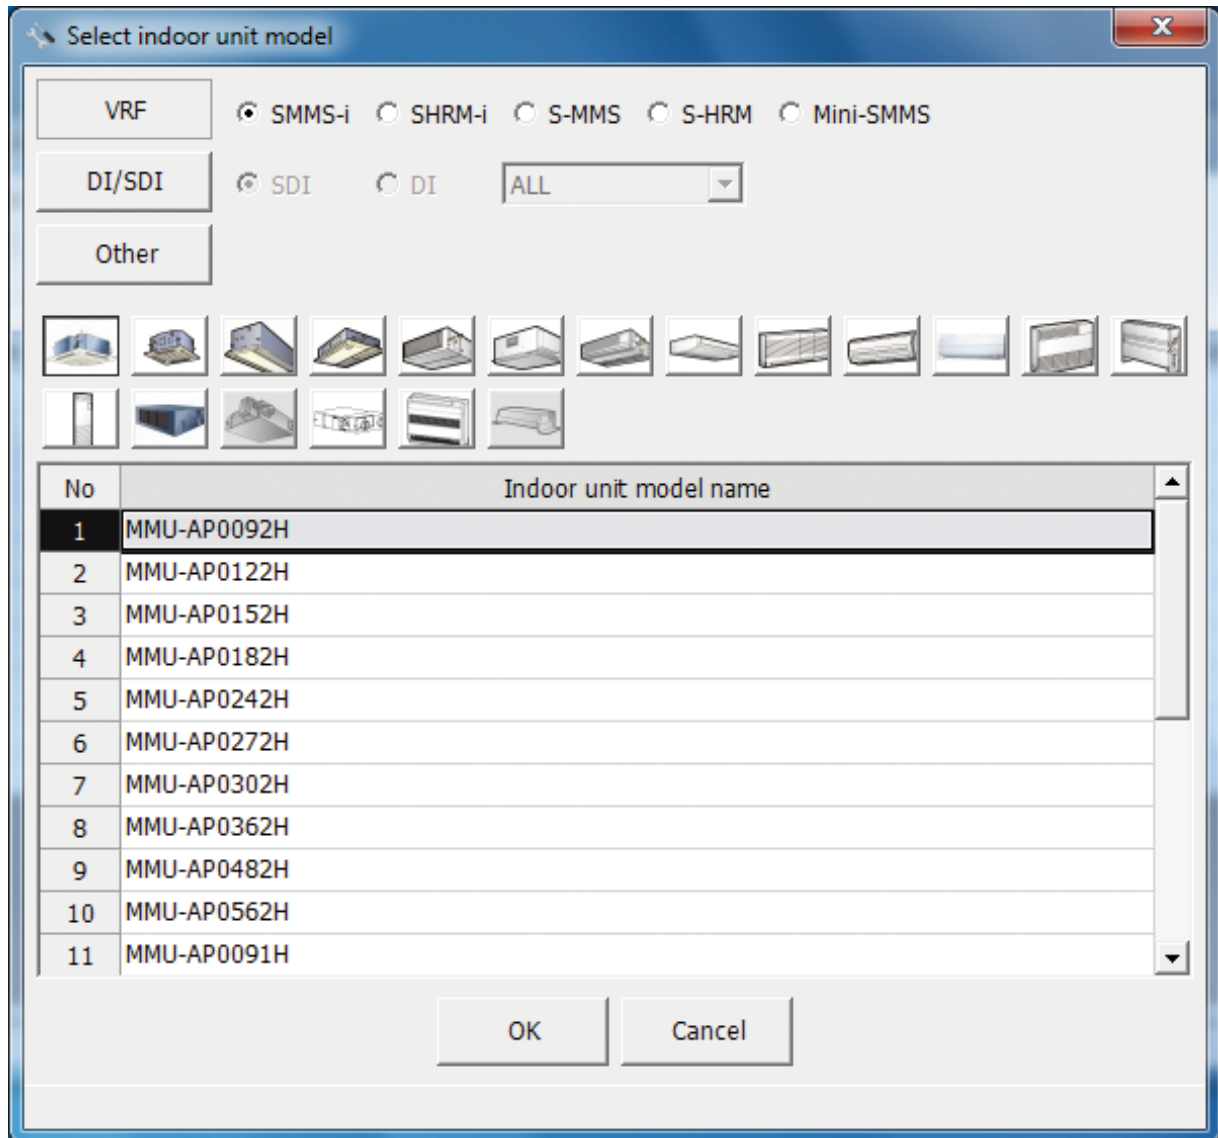 Select indoor unit model
VRF SMMS-i SHRM-i S-MMS S-HRM Mini-SMMS
DI/SDI SDI DI ALL
Other
No Indoor unit model name
1 MMU-AP0092H
2 MMU-AP0122H
3 MMU-AP0152H
4 MMU-AP0182H
5 MMU-AP0242H
6 MMU-AP0272H
7 MMU-AP0302H
8 MMU-AP0362H
9 MMU-AP0482H
10 MMU-AP0562H
11 MMU-AP0091H
OK Cancel